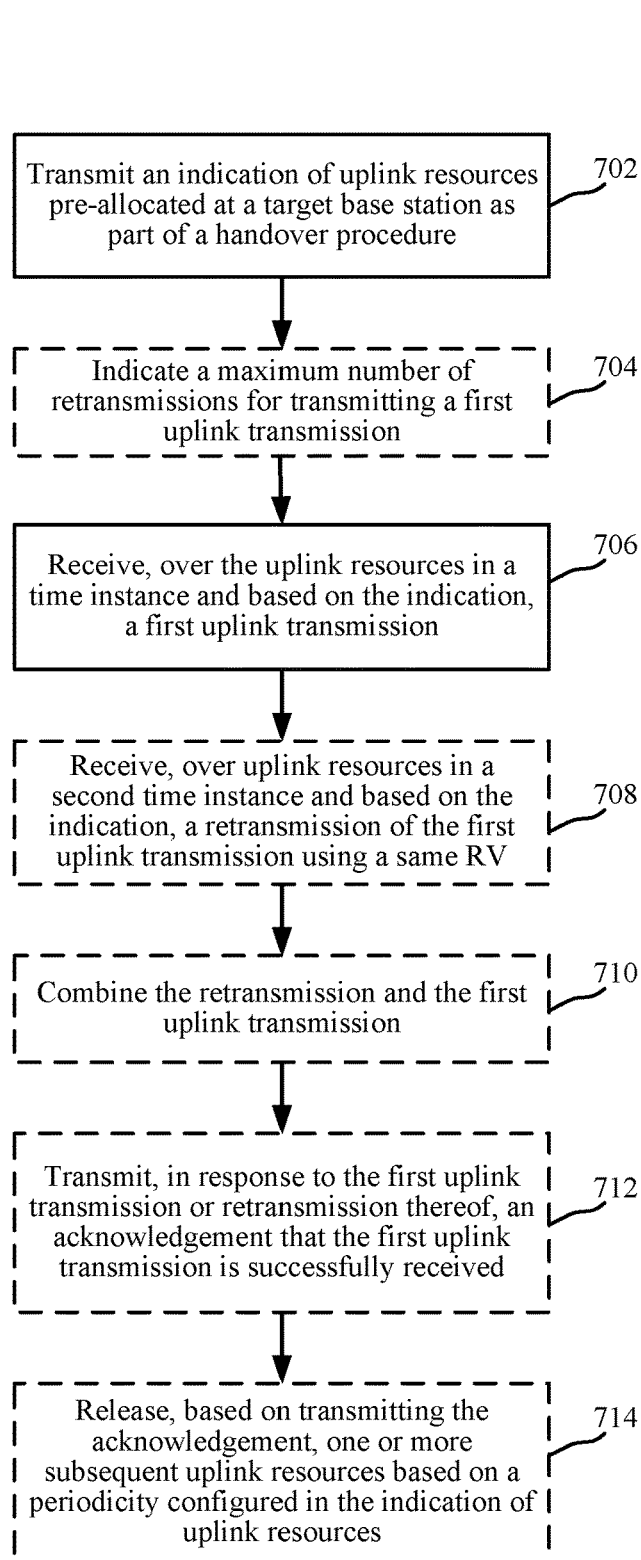 702
Transmit an indication of uplink resources
pre-allocated at a target base station as
part of a handover procedure
704
Indicate a maximum number of
retransmissions for transmitting a first
uplink transmission
706
Receive, over the uplink resources in a
time instance and based on the indication,
a first uplink transmission
708
Receive, over uplink resources in a
second time instance and based on the
indication, a retransmission of the first
uplink transmission using a same RV
710
Combine the retransmission and the first
uplink transmission
712
Transmit, in response to the first uplink
transmission or retransmission thereof, an
acknowledgement that the first uplink
transmission is successfully received
714
Release, based on transmitting the
acknowledgement, one or more
subsequent uplink resources based on a
periodicity configured in the indication of
uplink resources